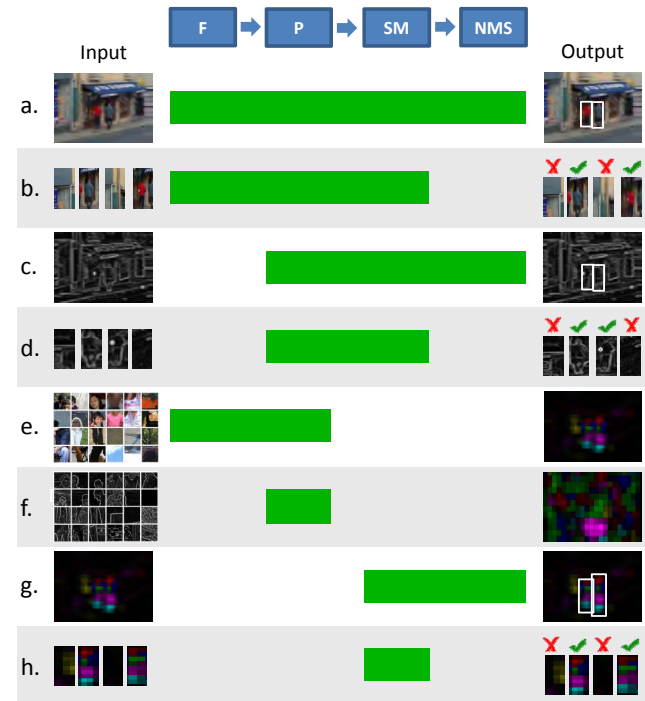 F P SM NMS
Input Output
a.
b.
c.
d.
e.
f.
g.
h.